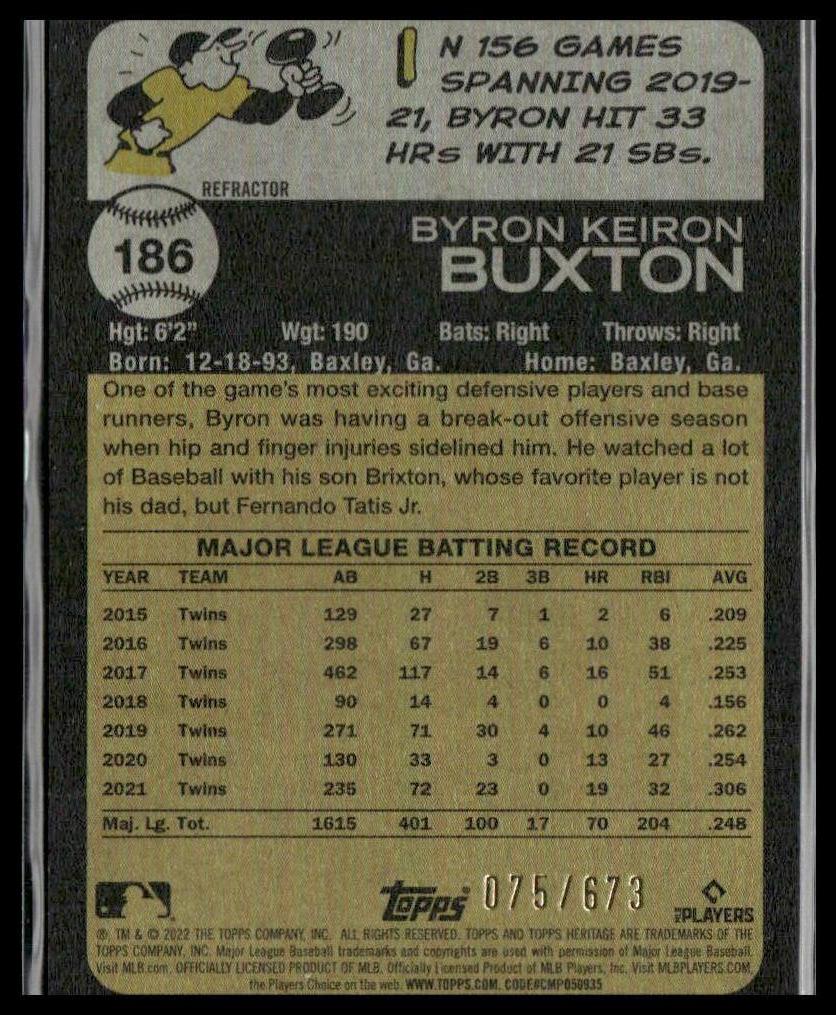 IN 156 GAMES
SPANNING 2019-
21, BYRON HIT 33
HRs WITH 21 SBs.
REFRACTOR
186
BYRON KEIRON
BUXTON
Hgt: 6'2" Wgt: 190 Bats: Right Throws: Right
Born: 12-18-93, Baxley, Ga. Home: Baxley, Ga.
One of the game's most exciting defensive players and base
runners, Byron was having a break-out offensive season
when hip and finger injuries sidelined him. He watched a lot
of Baseball with his son Brixton, whose favorite player is not
his dad, but Fernando Tatis Jr.
MAJOR LEAGUE BATTING RECORD
YEAR TEAM AB H 2B 3B HR RBI AVG
2015 Twins 129 27 7 1 2 6 .209
2016 Twins 298 67 19 6 10 38 .225
2017 Twins 462 117 14 6 16 51 .253
2018 Twins 90 14 4 0 0 4 .156
2019 Twins 271 71 30 4 10 46 .262
2020 Twins 130 33 3 0 13 27 .254
2021 Twins 235 72 23 0 19 32 .306
Maj. Lg. Tot. 1615 401 100 17 70 204 .248
Topps® 075/673 MLB PLAYERS
® TM & © 2022 THE TOPPS COMPANY, INC. ALL RIGHTS RESERVED. TOPPS AND TOPPS HERITAGE ARE TRADEMARKS OF THE
TOPPS COMPANY, INC. Major League Baseball trademarks and copyrights are used with permission of Major League Baseball.
Visit MLB.com. OFFICIALLY LICENSED PRODUCT OF MLB. Officially Licensed Product of MLB Players, Inc. Visit MLBPLAYERS.COM,
the Players Choice on the web. WWW.TOPPS.COM. CODE#CMP050935